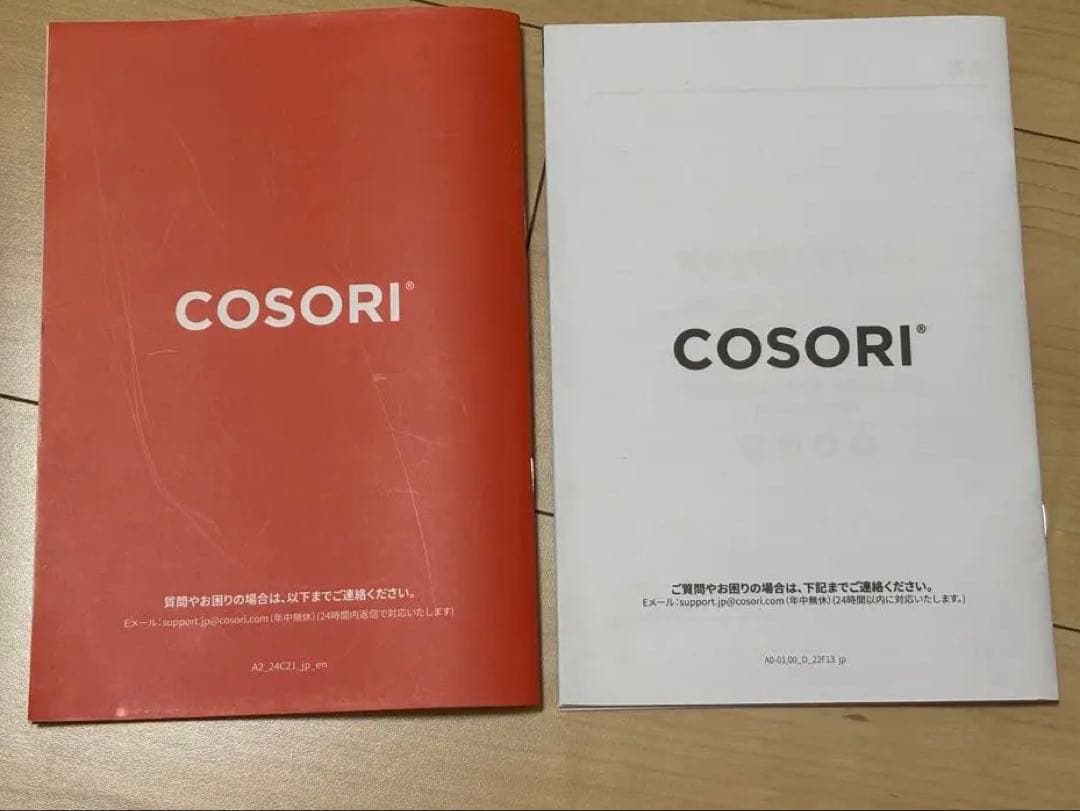 COSORI®
質問やお困りの場合は、以下までご連絡ください。
Eメール：support.jp@cosori.com（年中無休）（24時間内返信で対応いたします）
A2_24C21_jp_en
COSORI®
ご質問やお困りの場合は、下記までご連絡ください。
Eメール：support.jp@cosori.com（年中無休）（24時間以内に対応いたします。）
A0-01.00_D_22F13 jp